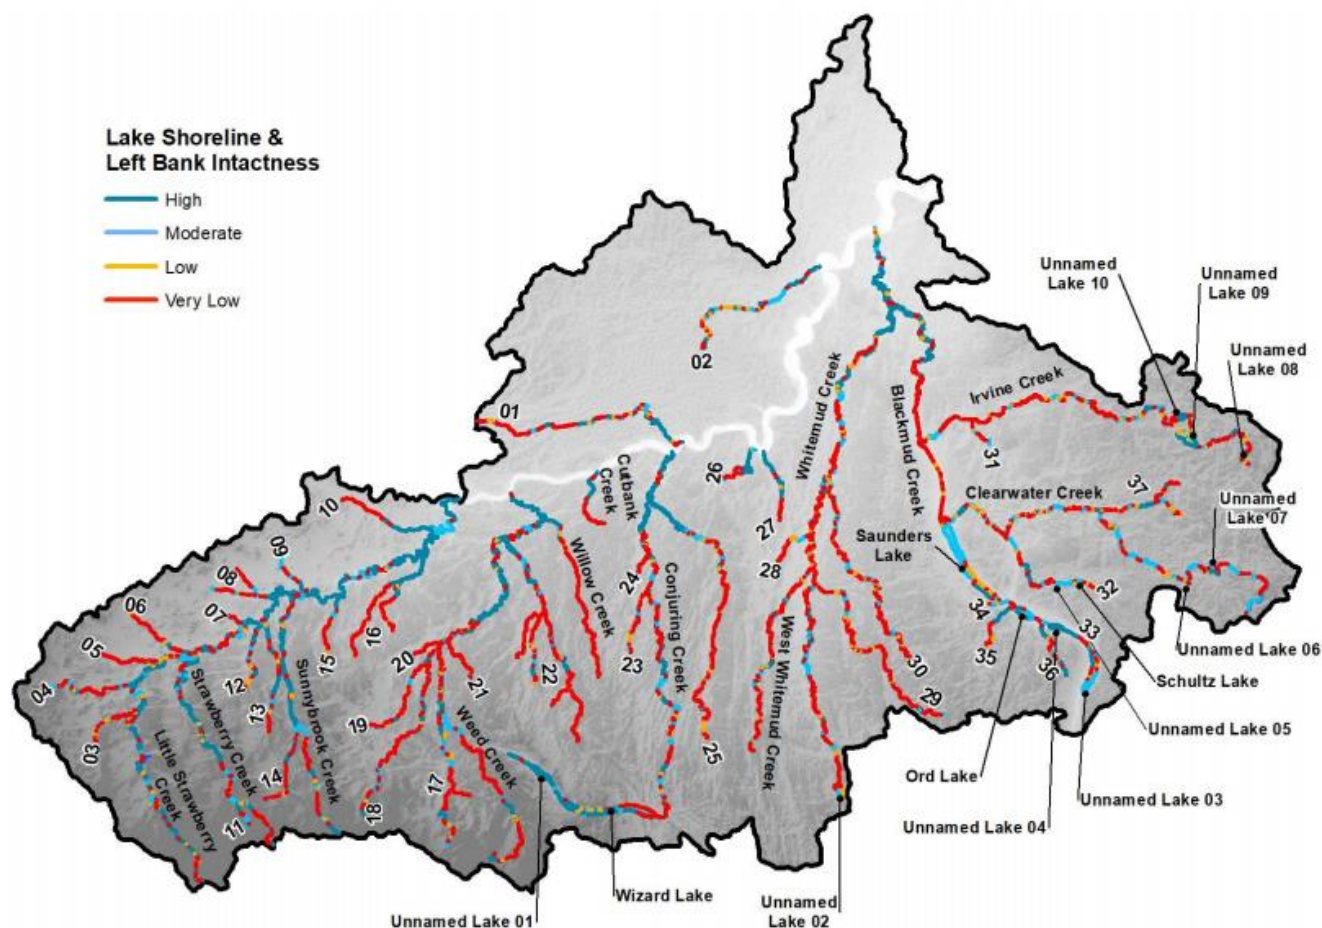 Lake Shoreline &
Left Bank Intactness
High
Moderate
Low
Very Low
Unnamed
Lake 10
Unnamed
Lake 09
Unnamed
Lake 08
02
01
Whitemud Creek
Blackmud Creek
Irvine Creek
31
Cutbank
Creek
26
27
28
Clearwater Creek
37
Unnamed
Lake 07
Saunders
Lake
10
09
08
07
06
05
04
03
Willow Creek
24
Conjuring Creek
23
West Whitemud Creek
34
35
36
33
32
Unnamed Lake 06
Schultz Lake
Unnamed Lake 05
Unnamed Lake 03
Ord Lake
Unnamed Lake 04
16
15
12
13
14
11
Sunnybrook Creek
Strawberry Creek
Little Strawberry
Creek
20
21
22
19
18
17
Weed Creek
25
30
29
Wizard Lake
Unnamed Lake 01
Unnamed
Lake 02